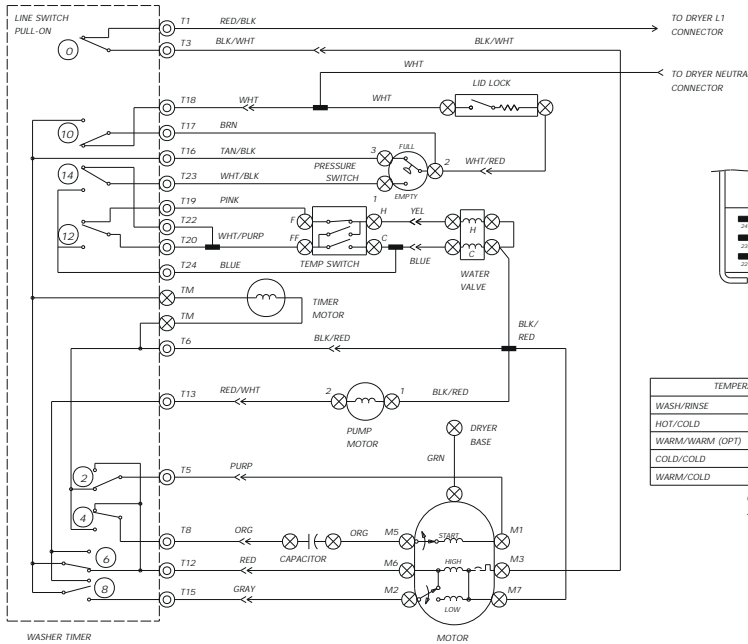 LINE SWITCH
PULL-ON
0
T1
RED/BLK
TO DRYER L1
CONNECTOR
T3
BLK/WHT
BLK/WHT
WHT
TO DRYER NEUTRA
CONNECTOR
LID LOCK
T18
WHT
WHT
10
T17
BRN
T16
TAN/BLK
3
FULL
2
WHT/RED
PRESSURE
SWITCH
14
T23
WHT/BLK
EMPTY
1
T19
PINK
F
H
YEL
T22
12
T20
WHT/PURP
FF
C
H
C
TEMP SWITCH
BLUE
WATER
VALVE
T24
BLUE
24
23
22
TM
TIMER
MOTOR
TM
T6
BLK/RED
BLK/
RED
T13
RED/WHT
2
1
BLK/RED
PUMP
MOTOR
DRYER
BASE
GRN
TEMPER
WASH/RINSE
HOT/COLD
WARM/WARM (OPT)
COLD/COLD
WARM/COLD
2
T5
PURP
4
T8
ORG
ORG
M5
START
M1
CAPACITOR
6
T12
RED
M6
HIGH
M3
8
T15
GRAY
M2
LOW
M7
WASHER TIMER
MOTOR